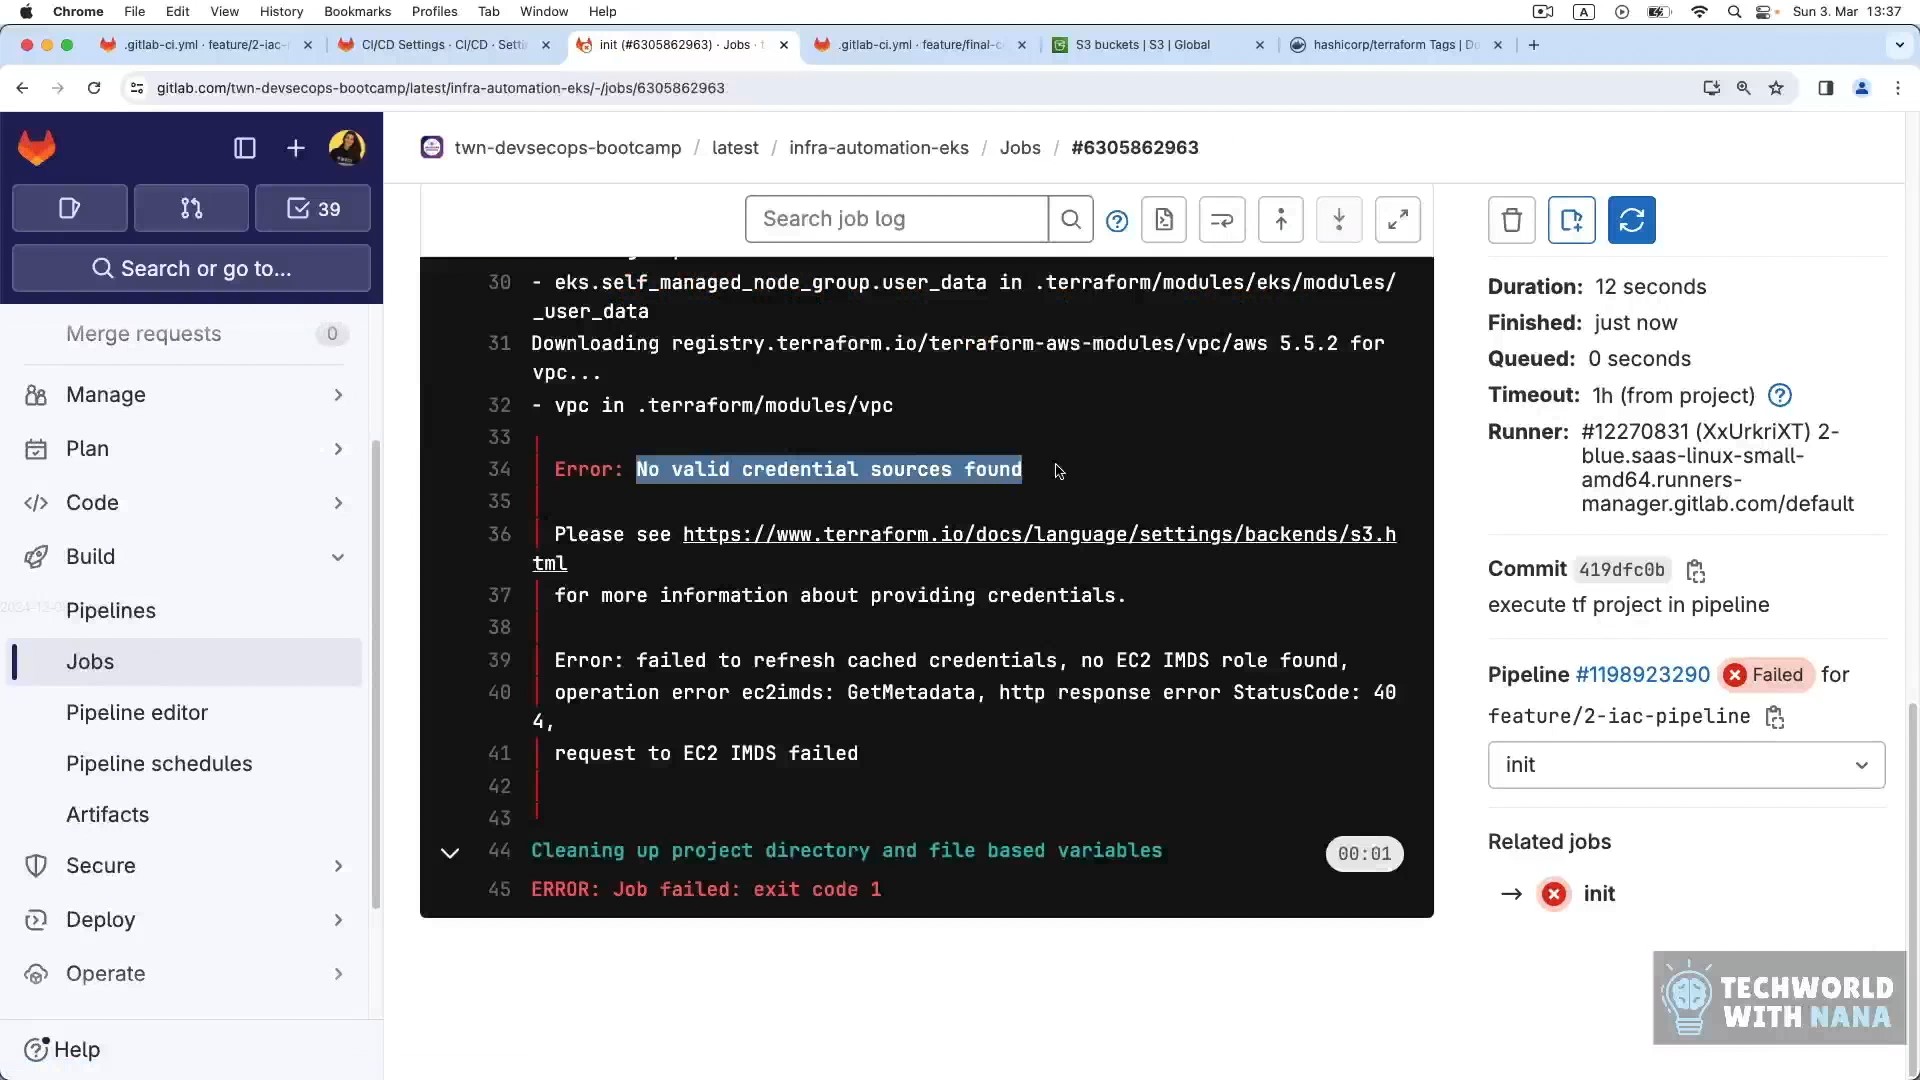 Chrome File Edit View History Bookmarks Profiles Tab Window Help
A Sun 3. Mar 13:37
.gitlab-ci.yml · feature/2-iac-
CI/CD Settings · CI/CD · Setti
init (#6305862963) · Jobs ·
.gitlab-ci.yml · feature/final-c
S3 buckets | S3 | Global
hashicorp/terraform Tags | Do
gitlab.com/twn-devsecops-bootcamp/latest/infra-automation-eks/-/jobs/6305862963
twn-devsecops-bootcamp / latest / infra-automation-eks / Jobs / #6305862963
39
Search or go to...
Merge requests 0
Manage
Plan
Code
Build
Pipelines
Jobs
Pipeline editor
Pipeline schedules
Artifacts
Secure
Deploy
Operate
Help
Search job log
30 - eks.self_managed_node_group.user_data in .terraform/modules/eks/modules/
_user_data
31 Downloading registry.terraform.io/terraform-aws-modules/vpc/aws 5.5.2 for
vpc...
32 - vpc in .terraform/modules/vpc
33
34 Error: No valid credential sources found
35
36 Please see https://www.terraform.io/docs/language/settings/backends/s3.h
tml
37 for more information about providing credentials.
38
39 Error: failed to refresh cached credentials, no EC2 IMDS role found,
40 operation error ec2imds: GetMetadata, http response error StatusCode: 40
4,
41 request to EC2 IMDS failed
42
43
44 Cleaning up project directory and file based variables 00:01
45 ERROR: Job failed: exit code 1
Duration: 12 seconds
Finished: just now
Queued: 0 seconds
Timeout: 1h (from project)
Runner: #12270831 (XxUrkriXT) 2-
blue.saas-linux-small-
amd64.runners-
manager.gitlab.com/default
Commit 419dfc0b
execute tf project in pipeline
Pipeline #1198923290 Failed for
feature/2-iac-pipeline
init
Related jobs
→ init
TECHWORLD
WITH NANA